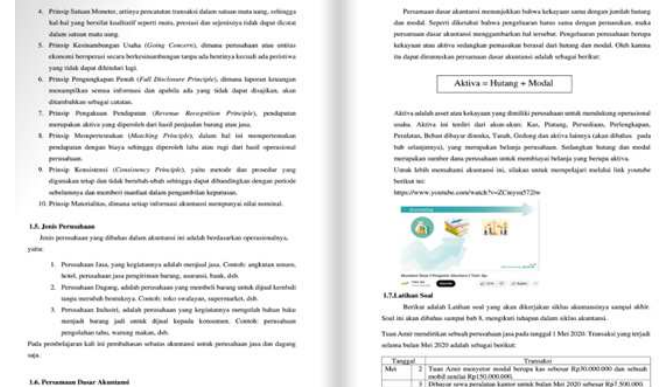 4. Prinsip Satuan Moneter, artinya pencatatan transaksi dalam satuan mata uang, sehingga
hal-hal yang bersifat kualitatif seperti mutu, prestasi dan sejenisnya tidak dapat dicatat
dalam satuan mata uang.
5. Prinsip Kesinambungan Usaha (Going Concern), dimana perusahaan atau entitas
ekonomi beroperasi secara berkesinambungan tanpa ada hentinya kecuali ada peristiwa
yang tidak dapat dihindari lagi.
6. Prinsip Pengungkapan Penuh (Full Disclosure Principle), dimana laporan keuangan
menampilkan semua informasi dan apabila ada yang tidak dapat disajikan, akan
ditambahkan sebagai catatan.
7. Prinsip Pengakuan Pendapatan (Revenue Recognition Principle), pendapatan
merupakan aktiva yang diperoleh dari hasil penjualan barang atau jasa.
8. Prinsip Mempertemukan (Matching Principle), dalam hal ini mempertemukan
pendapatan dengan biaya sehingga diperoleh laba atau rugi dari hasil operasional
perusahaan.
9. Prinsip Konsistensi (Consistency Principle), yaitu metode dan prosedur yang
digunakan tetap dan tidak berubah-ubah sehingga dapat dibandingkan dengan periode
sebelumnya dan memberi manfaat dalam pengambilan keputusan.
10. Prinsip Materialitas, dimana setiap informasi akuntansi mempunyai nilai nominal.
1.5. Jenis Perusahaan
Jenis perusahaan yang dibahas dalam akuntansi ini adalah berdasarkan operasionalnya,
yaitu:
1. Perusahaan Jasa, yang kegiatannya adalah menjual jasa. Contoh: angkutan umum,
hotel, perusahaan jasa pengiriman barang, asuransi, bank, dsb.
2. Perusahaan Dagang, adalah perusahaan yang membeli barang untuk dijual kembali
tanpa merubah bentuknya. Contoh: toko swalayan, supermarket, dsb.
3. Perusahaan Industri, adalah perusahaan yang kegiatannya mengolah bahan baku
menjadi barang jadi untuk dijual kepada konsumen. Contoh: perusahaan
pengolahan tahu, warung makan, dsb.
Pada pembelajaran kali ini pembahasan sebatas akuntansi untuk perusahaan jasa dan dagang
saja.
1.6. Persamaan Dasar Akuntansi
Persamaan dasar akuntansi menunjukkan bahwa kekayaan sama dengan jumlah hutang
dan modal. Seperti diketahui bahwa pengeluaran harus sama dengan pemasukan, maka
persamaan dasar akuntansi menggambarkan hal tersebut. Pengeluaran perusahaan berupa
kekayaan atau aktiva sedangkan pemasukan berasal dari hutang dan modal. Oleh karena
itu dapat dirumuskan persamaan dasar akuntansi adalah sebagai berikut:
Aktiva = Hutang + Modal
Aktiva adalah asset atau kekayaan yang dimiliki perusahaan untuk mendukung operasional
usaha. Aktiva ini terdiri dari akun-akun: Kas, Piutang, Persediaan, Perlengkapan,
Peralatan, Beban dibayar dimuka, Tanah, Gedung dan aktiva lainnya (akan dibahas pada
bab selanjutnya), yang merupakan belanja perusahaan. Sedangkan hutang dan modal
merupakan sumber dana perusahaan untuk membiayai belanja yang berupa aktiva.
Untuk lebih memahami akuntansi ini, silakan untuk mempelajari melalui link youtube
berikut ini:
1.7.Latihan Soal
Berikut adalah Latihan soal yang akan dikerjakan siklus akuntansinya sampai akhir.
Soal ini akan dibahas sampai bab 8, mengikuti tahapan dalam siklus akuntansi.
Tuan Amir mendirikan sebuah perusahaan jasa pada tanggal 1 Mei 2020. Transaksi yang terjadi
selama bulan Mei 2020 adalah sebagai berikut:
Tanggal Transaksi
Mei 2 Tuan Amir menyetor modal berupa kas sebesar Rp30.000.000 dan sebuah
mobil senilai Rp150.000.000.
3 Dibayar sewa peralatan kantor untuk bulan Mei 2020 sebesar Rp7.500.000.